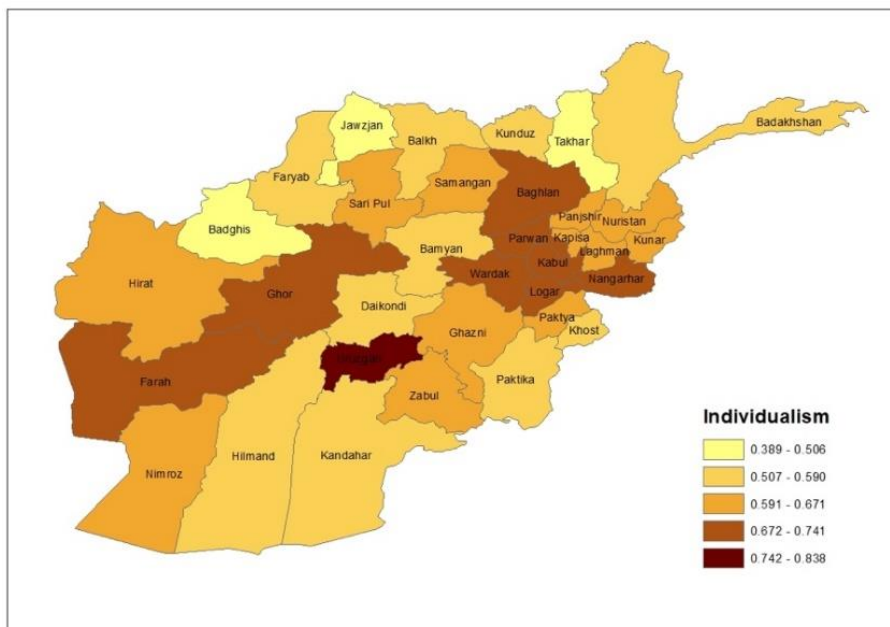 Jawzjan
Balkh
Kunduz
Takhar
Badakhshan
Faryab
Samangan
Baghlan
Sari Pul
Badghis
Panjshir
Nuristan
Parwan
Kapisa
Laghman
Kunar
Bamyan
Kabul
Hirat
Wardak
Nangarhar
Ghor
Logar
Daikondi
Paktya
Ghazni
Khost
Uruzgan
Farah
Zabul
Paktika
Nimroz
Hilmand
Kandahar
Individualism
0.389 - 0.506
0.507 - 0.590
0.591 - 0.671
0.672 - 0.741
0.742 - 0.838